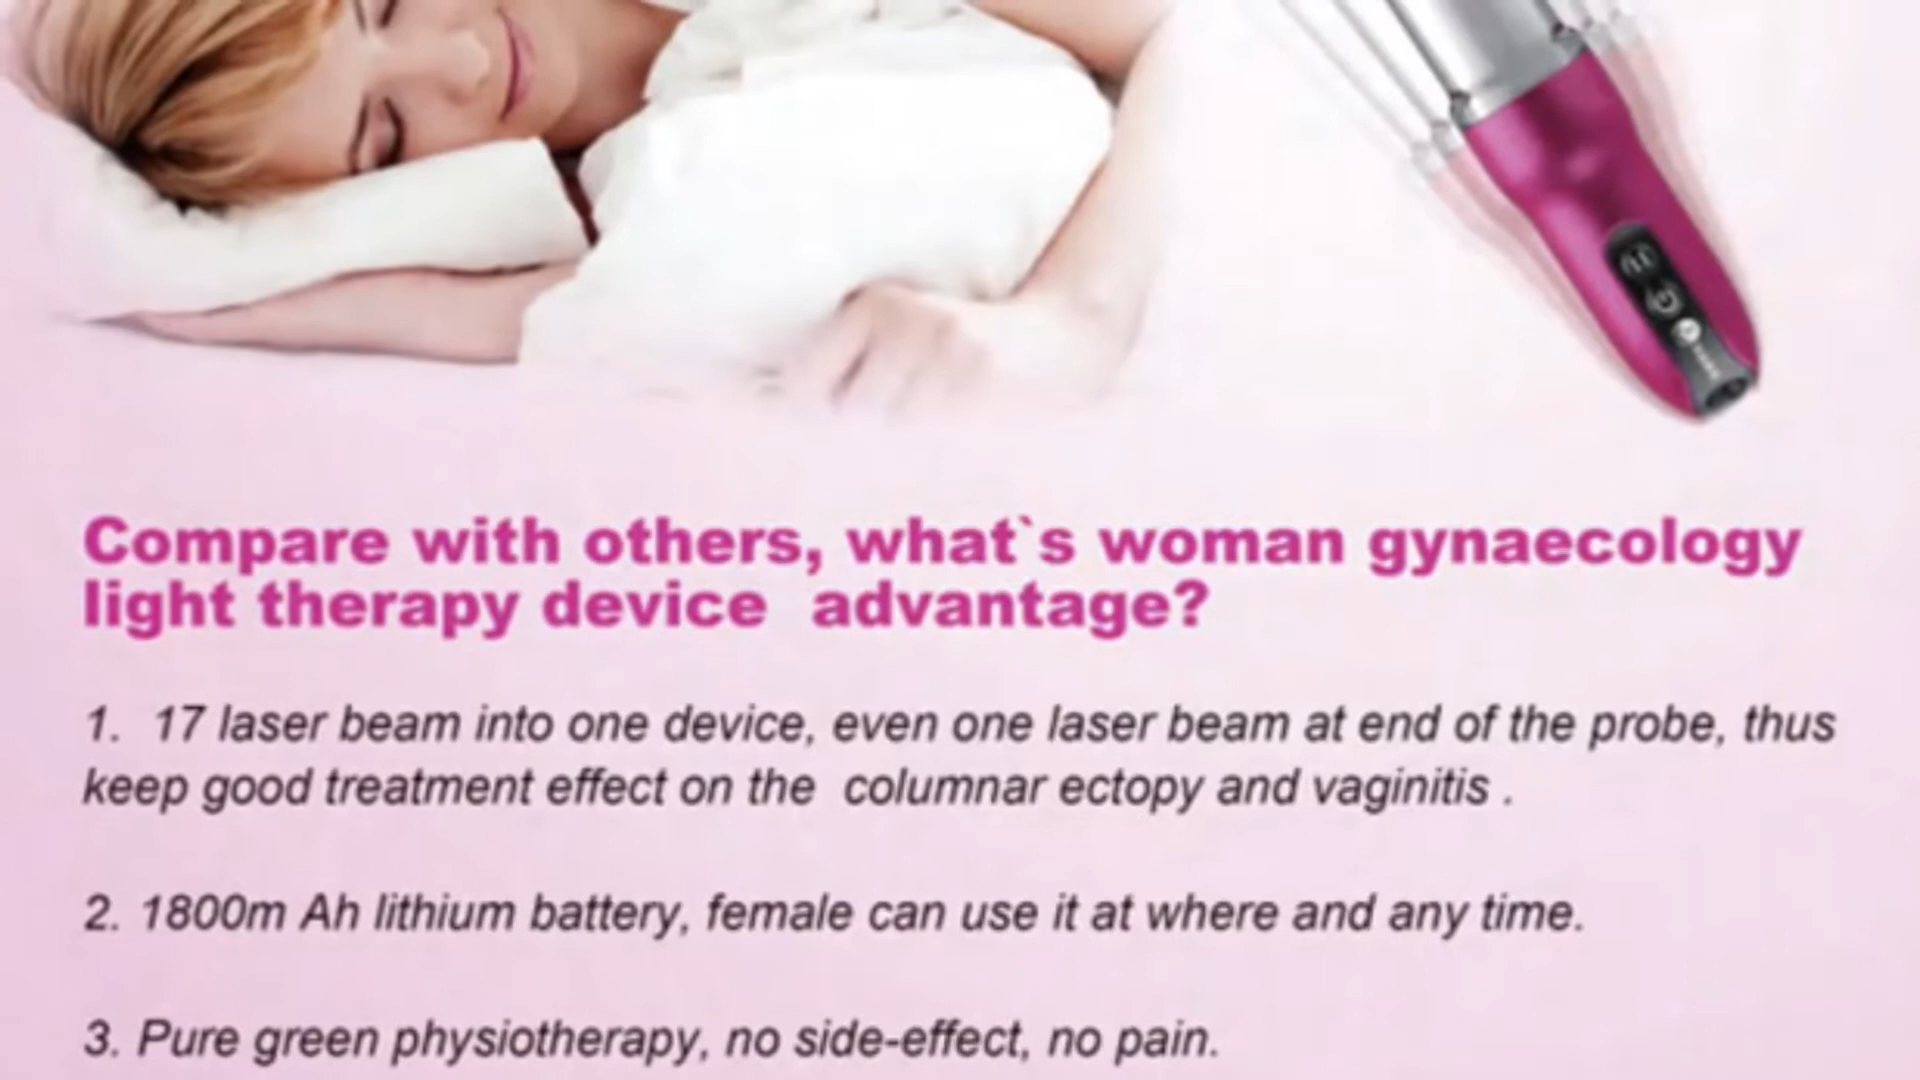 Compare with others, what`s woman gynaecology
light therapy device  advantage?
1.  17 laser beam into one device, even one laser beam at end of the probe, thus
keep good treatment effect on the  columnar ectopy and vaginitis .
2. 1800m Ah lithium battery, female can use it at where and any time.
3. Pure green physiotherapy, no side-effect, no pain.